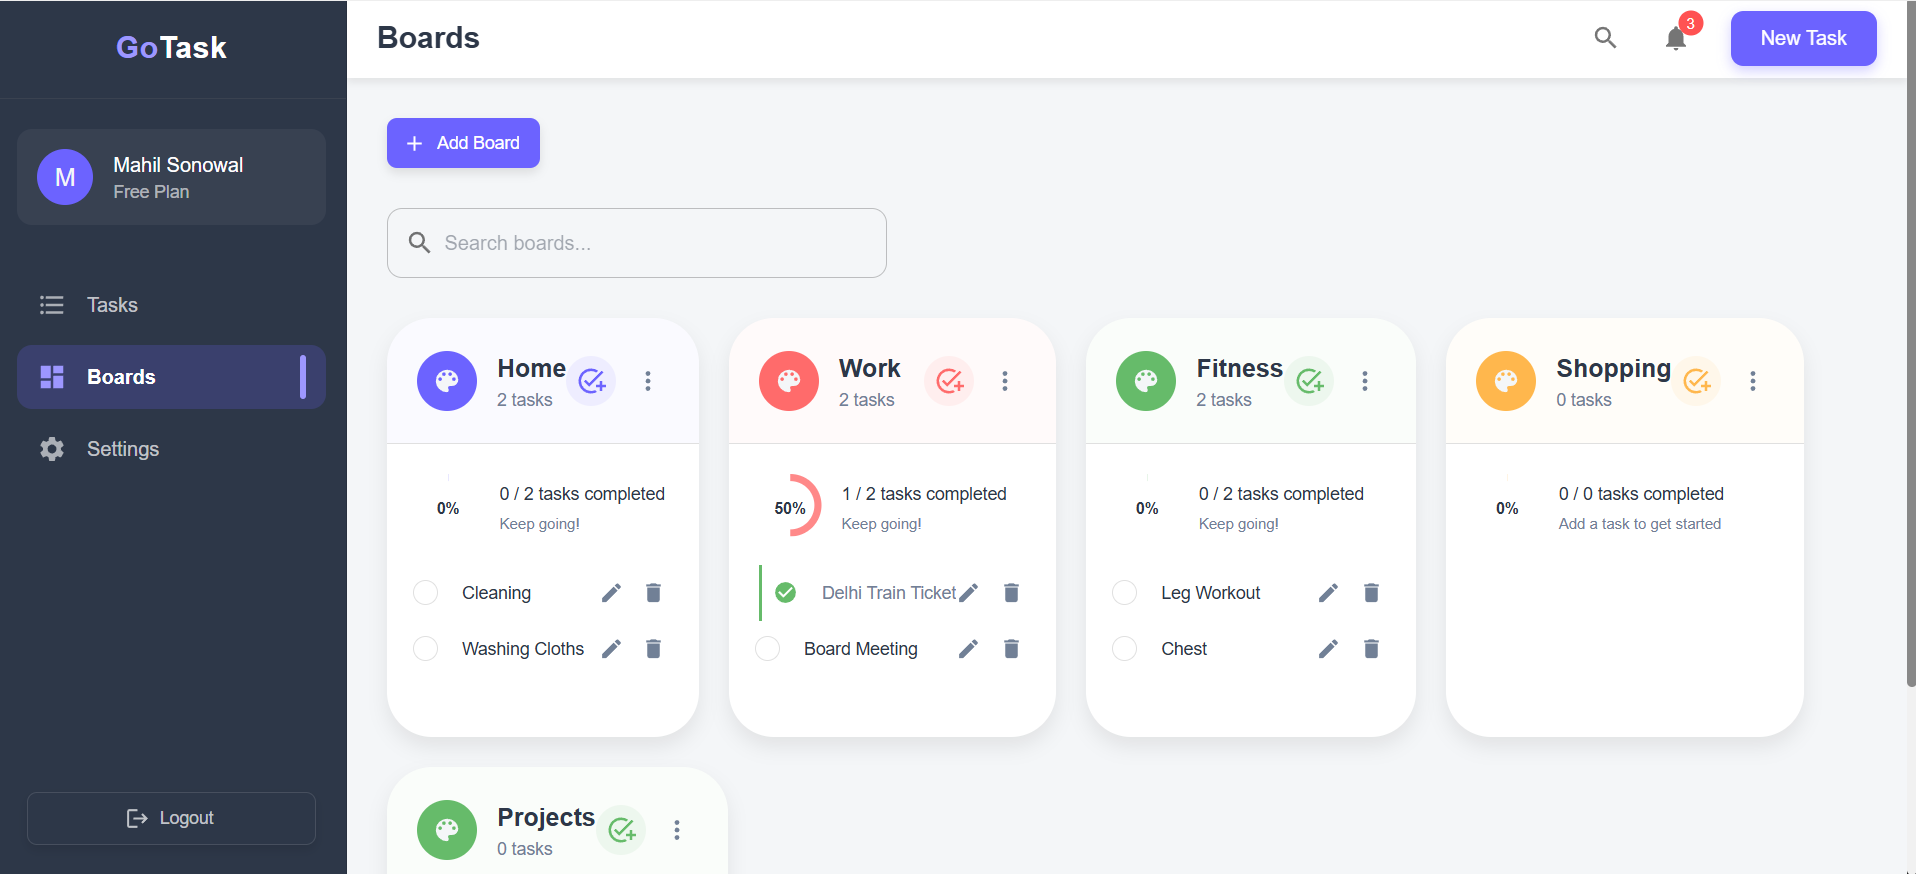 GoTask
Mahil Sonowal
Free Plan
M
Tasks
Boards
Settings
Logout
Boards
3
New Task
Add Board
Search boards...
Home
2 tasks
0%
0 / 2 tasks completed
Keep going!
Cleaning
Washing Cloths
Work
2 tasks
50%
1 / 2 tasks completed
Keep going!
Delhi Train Ticket
Board Meeting
Fitness
2 tasks
0%
0 / 2 tasks completed
Keep going!
Leg Workout
Chest
Shopping
0 tasks
0%
0 / 0 tasks completed
Add a task to get started
Projects
0 tasks